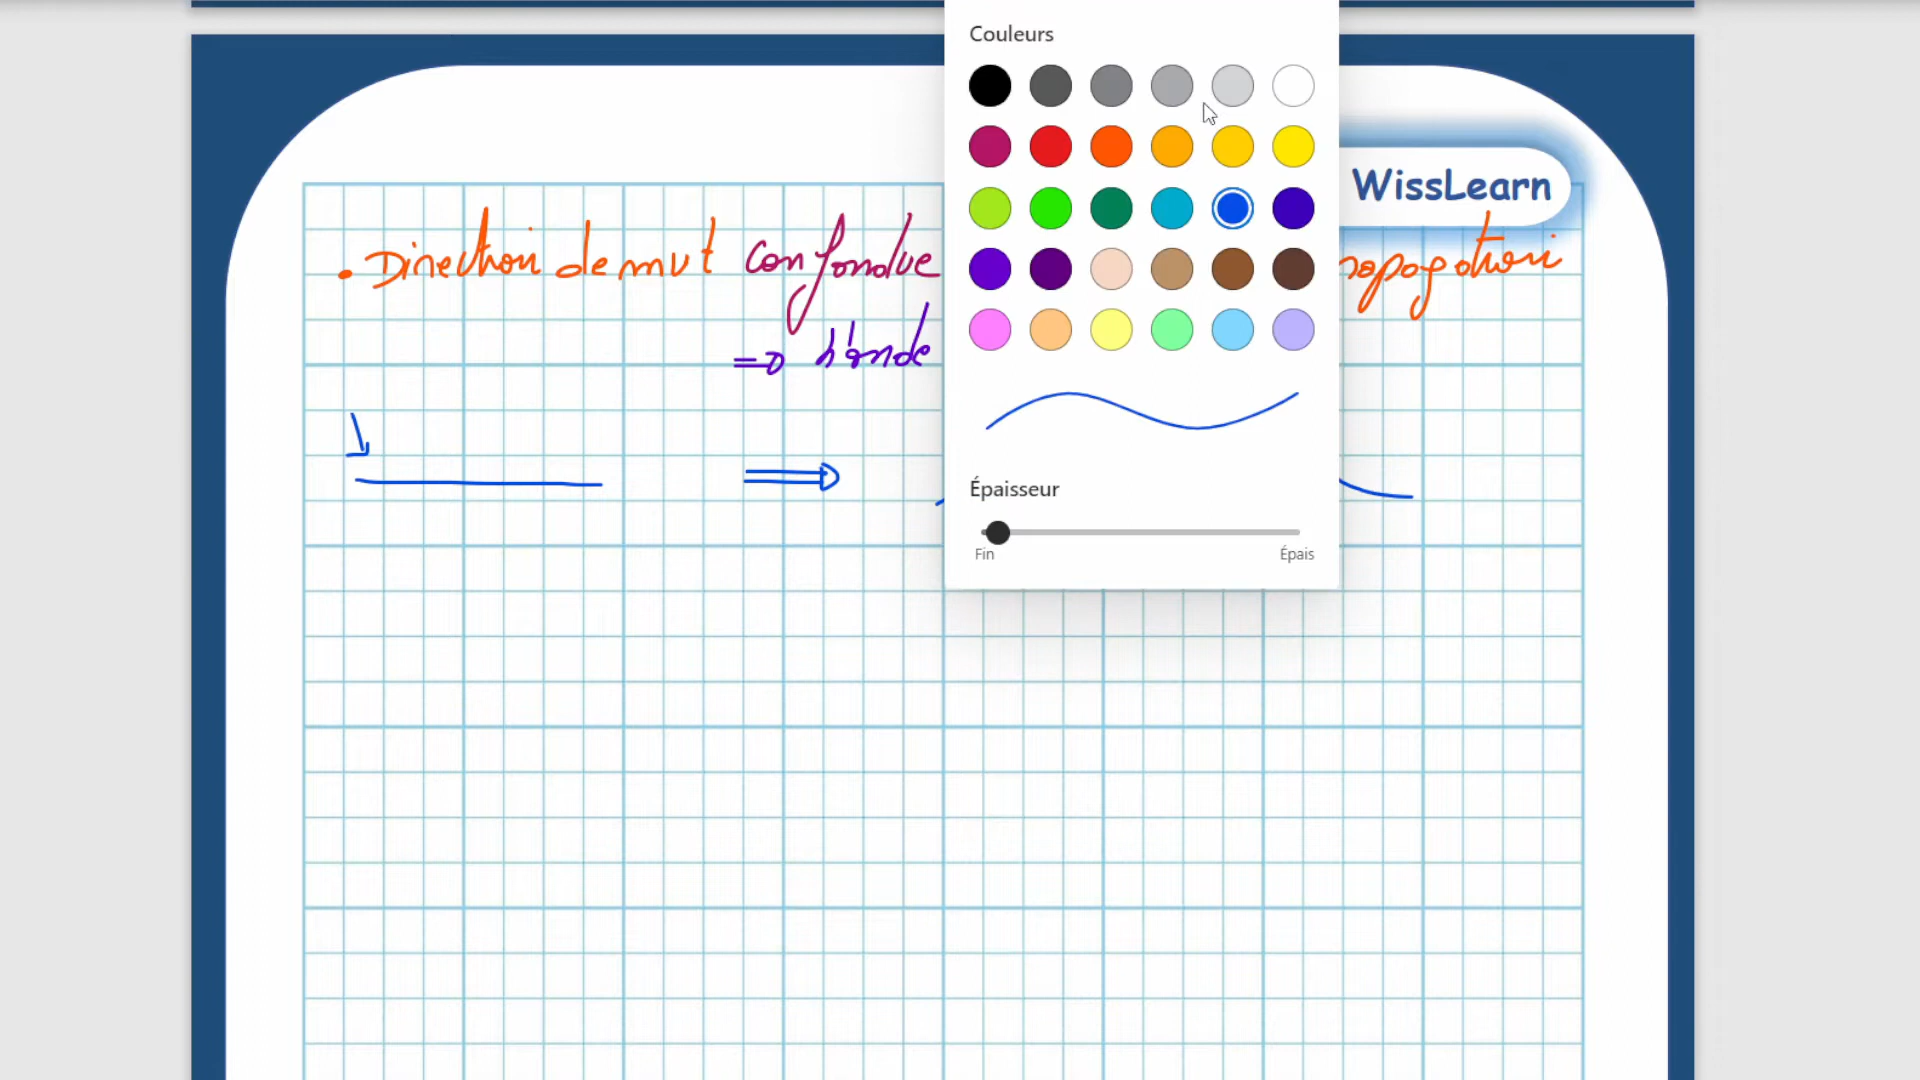 Couleurs
WissLearn
• Direction de mvt confondue
=> l'onde
Épaisseur
Fin
Épais